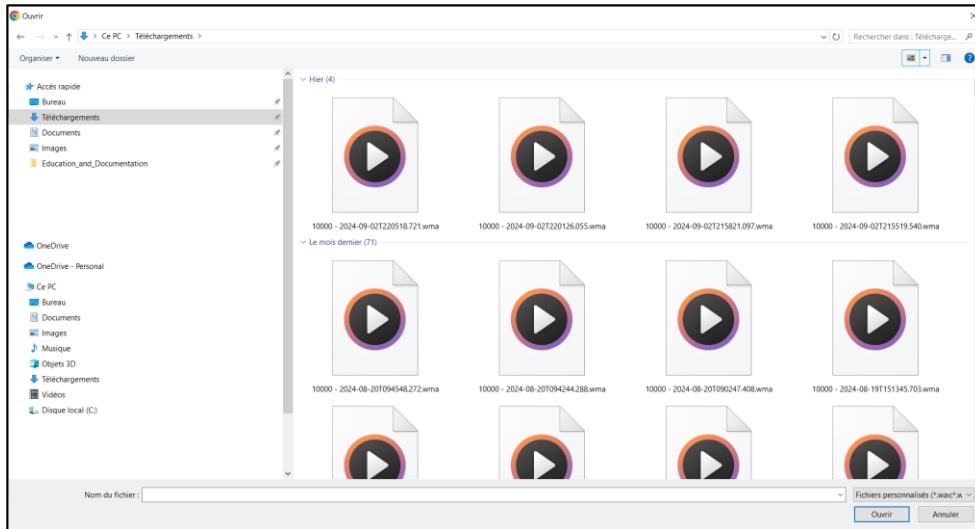 Ouvrir
Ce PC > Téléchargements >
Rechercher dans : Télécharge...
Organiser
Nouveau dossier
Accès rapide
Bureau
Téléchargements
Documents
Images
Education_and_Documentation
OneDrive
OneDrive - Personal
Ce PC
Bureau
Documents
Images
Musique
Objets 3D
Téléchargements
Vidéos
Disque local (C:)
Hier (4)
10000 - 2024-09-02T220518.721.wma
10000 - 2024-09-02T220126.055.wma
10000 - 2024-09-02T215821.097.wma
10000 - 2024-09-02T215519.540.wma
Le mois dernier (71)
10000 - 2024-08-20T094548.272.wma
10000 - 2024-08-20T094244.288.wma
10000 - 2024-08-20T090247.408.wma
10000 - 2024-08-19T151345.703.wma
Nom du fichier :
Fichiers personnalisés (*.wav;*.w
Ouvrir
Annuler